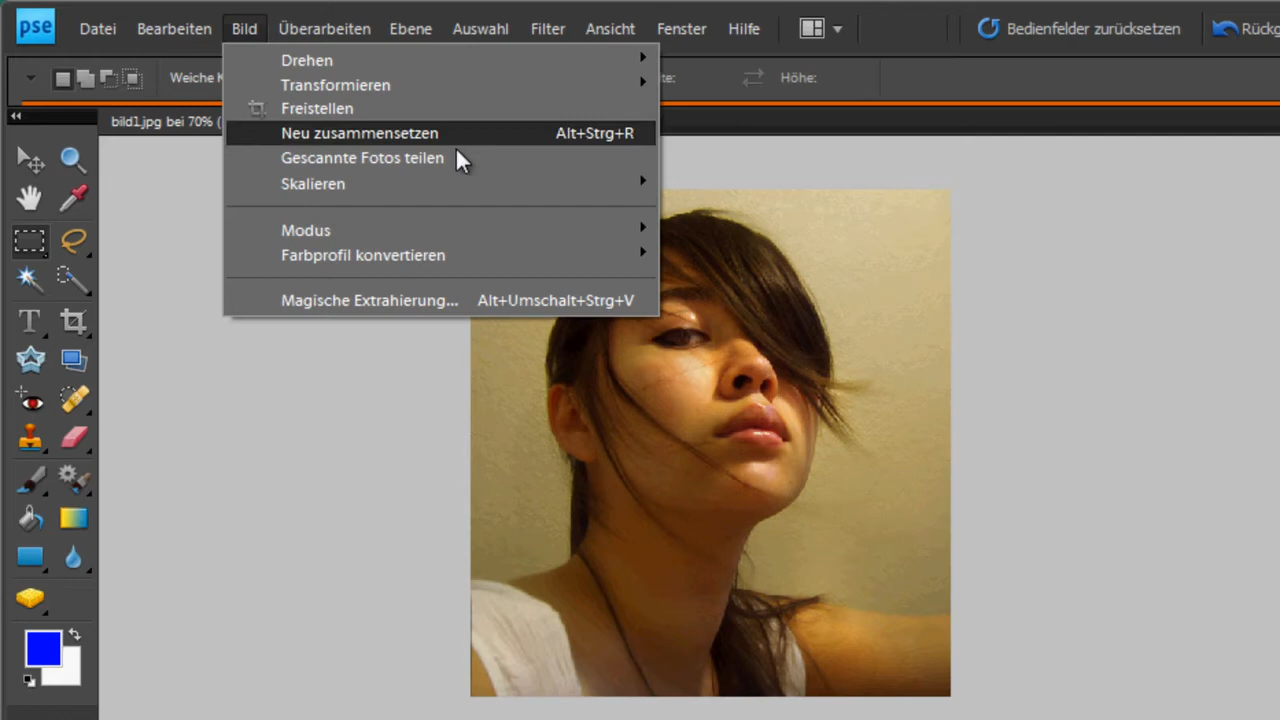 pse Datei Bearbeiten Bild Überarbeiten Ebene Auswahl Filter Ansicht Fenster Hilfe Bedienfelder zurücksetzen
Weiche Höhe:
bild1.jpg bei 70% (
Drehen
Transformieren
Freistellen
Neu zusammensetzen Alt+Strg+R
Gescannte Fotos teilen
Skalieren
Modus
Farbprofil konvertieren
Magische Extrahierung... Alt+Umschalt+Strg+V
T